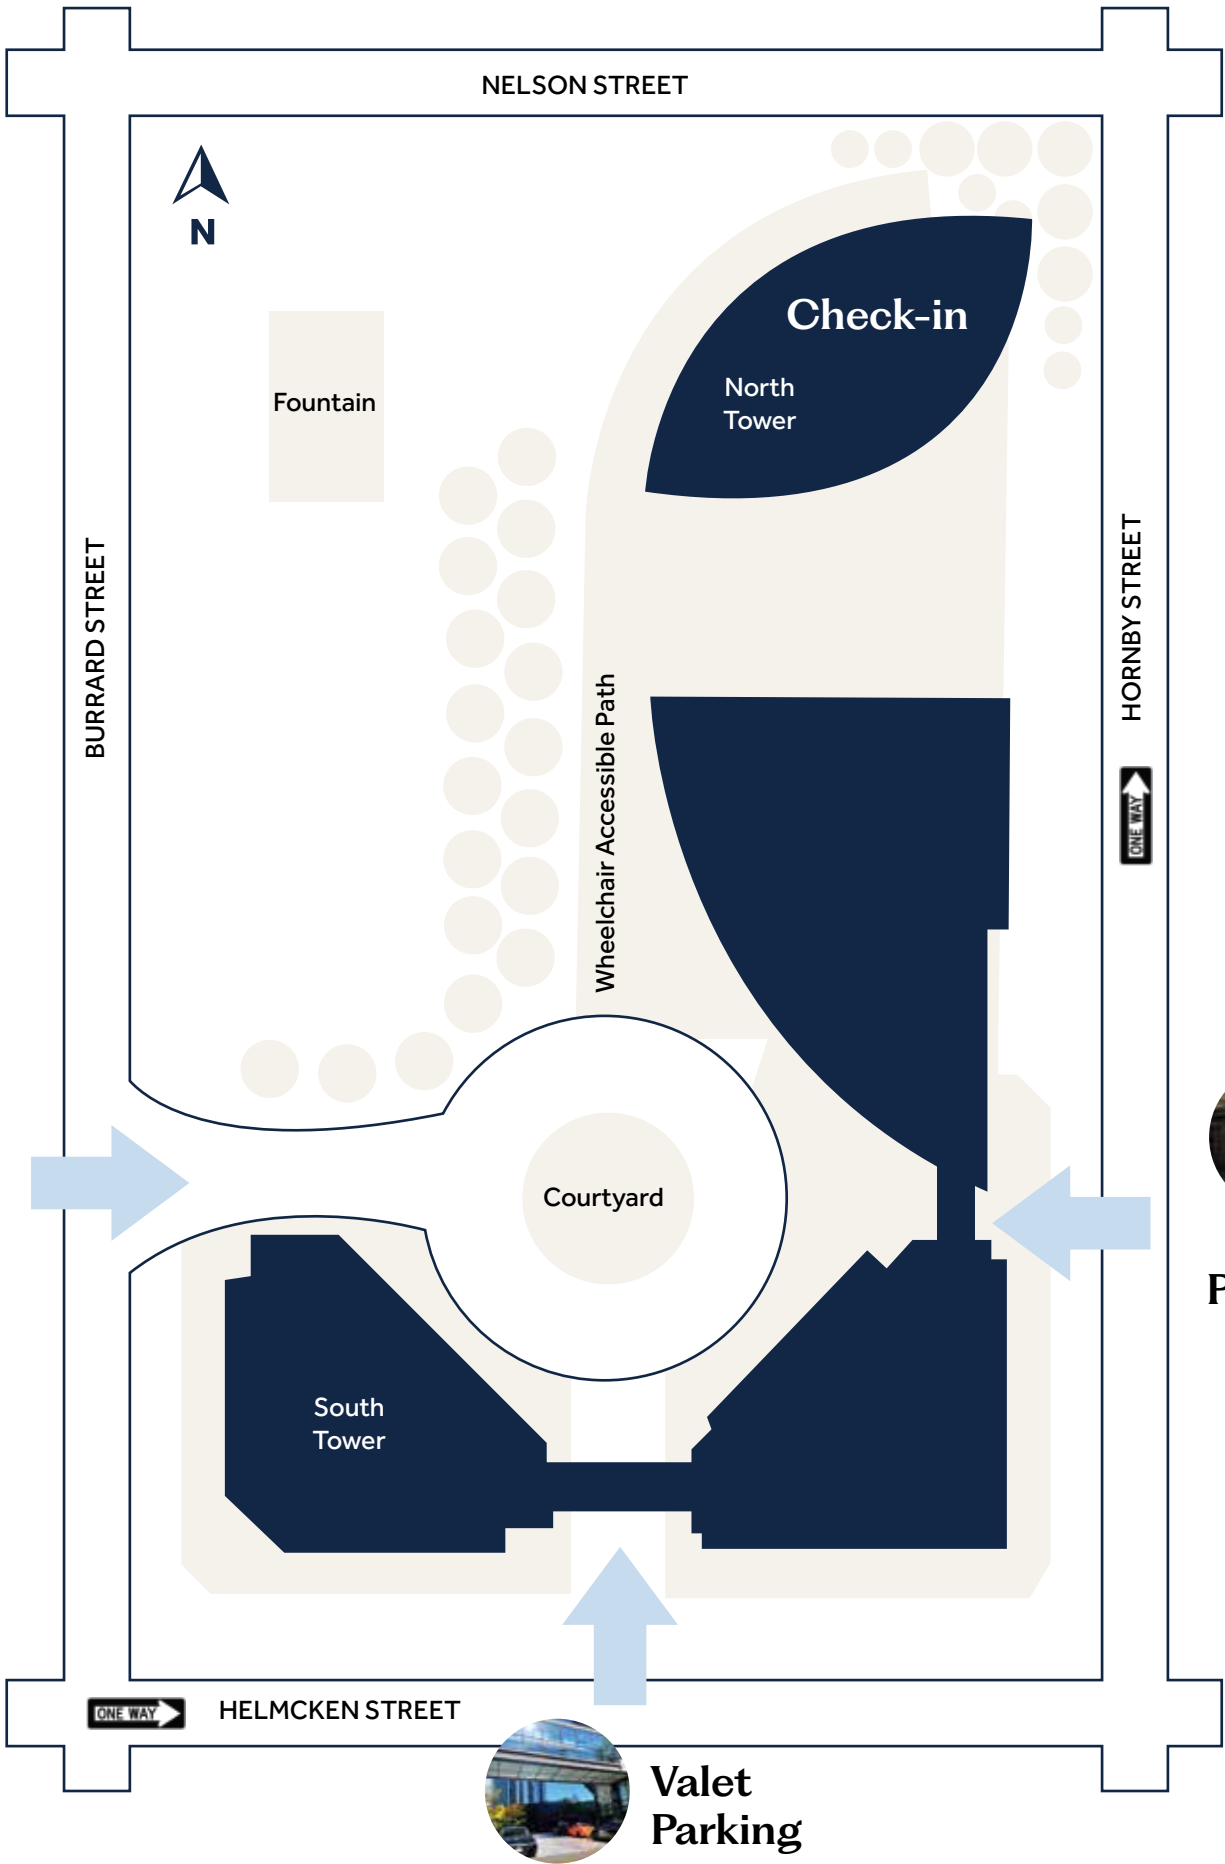 NELSON STREET
N
Check-in
North
Tower
Fountain
BURRARD STREET
HORNBY STREET
Wheelchair Accessible Path
ONE WAY
Courtyard
P
South
Tower
ONE WAY
HELMCKEN STREET
Valet
Parking